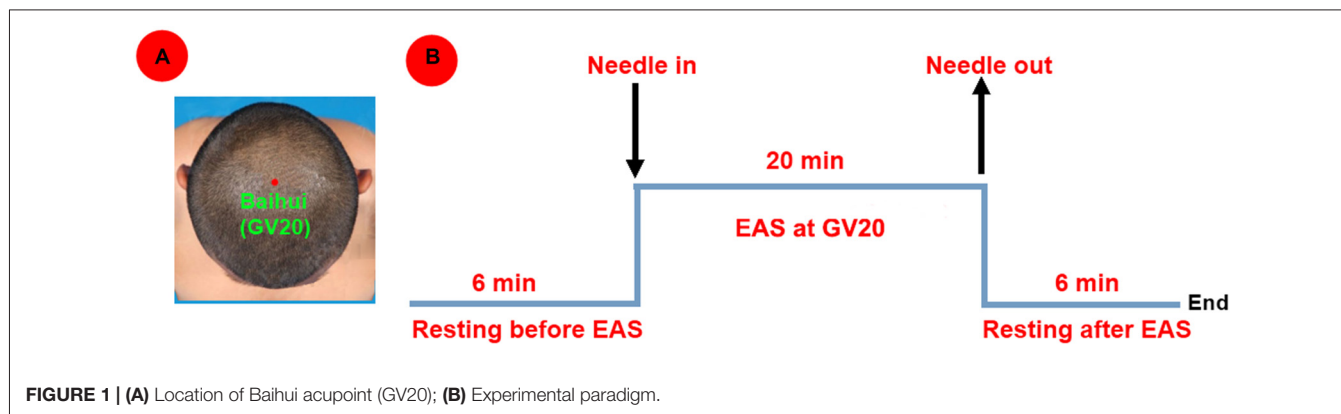 A
B
Needle in
Needle out
Baihui
(GV20)
20 min
EAS at GV20
6 min
6 min
End
Resting before EAS
Resting after EAS
FIGURE 1 | (A) Location of Baihui acupoint (GV20); (B) Experimental paradigm.